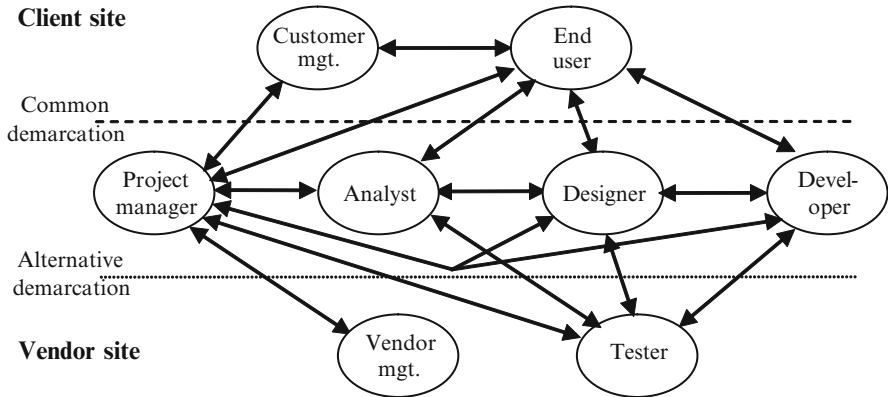 Client site
Customer
mgt.
End
user
Common
demarcation
Project
manager
Analyst
Designer
Devel-
oper
Alternative
demarcation
Vendor site
Vendor
mgt.
Tester